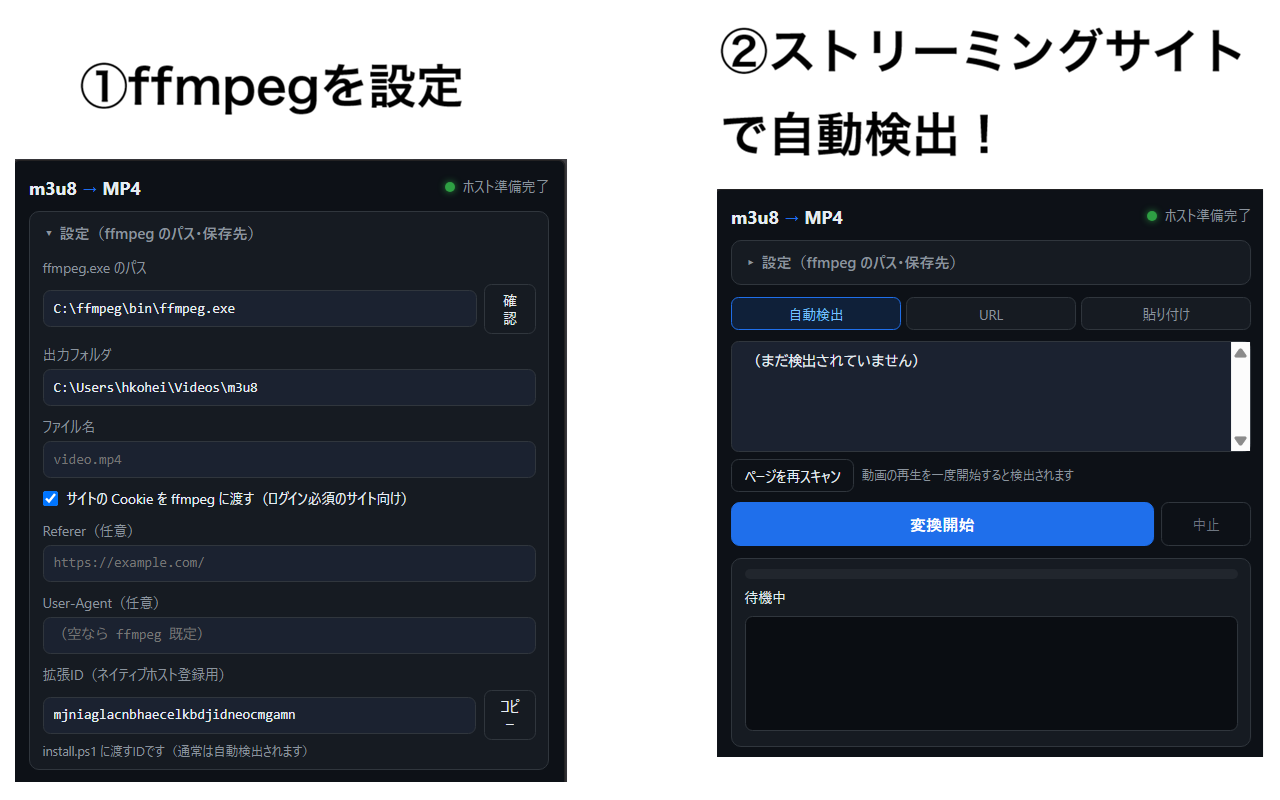 ①ffmpegを設定
m3u8 → MP4
ホスト準備完了
▾ 設定（ffmpeg のパス・保存先）
ffmpeg.exe のパス
C:\ffmpeg\bin\ffmpeg.exe
確
認
出力フォルダ
C:\Users\hkohei\Videos\m3u8
ファイル名
video.mp4
サイトの Cookie を ffmpeg に渡す（ログイン必須のサイト向け）
Referer（任意）
https://example.com/
User-Agent（任意）
（空なら ffmpeg 既定）
拡張ID（ネイティブホスト登録用）
mjniaglacnbhaecelkbdjidneocmgamn
コピ
ー
install.ps1 に渡すIDです（通常は自動検出されます）
②ストリーミングサイト
で自動検出！
m3u8 → MP4
ホスト準備完了
▸ 設定（ffmpeg のパス・保存先）
自動検出
URL
貼り付け
（まだ検出されていません）
ページを再スキャン
動画の再生を一度開始すると検出されます
変換開始
中止
待機中